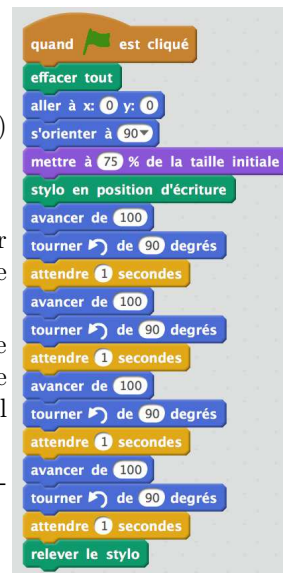 quand est cliqué
effacer tout
aller à x: 0 y: 0
)
s'orienter à 90
mettre à 75 % de la taille initiale
stylo en position d'écriture
avancer de 100
r
tourner de 90 degrés
e
attendre 1 secondes
avancer de 100
tourner de 90 degrés
e
attendre 1 secondes
e
avancer de 100
l
tourner de 90 degrés
attendre 1 secondes
-
avancer de 100
tourner de 90 degrés
attendre 1 secondes
relever le stylo